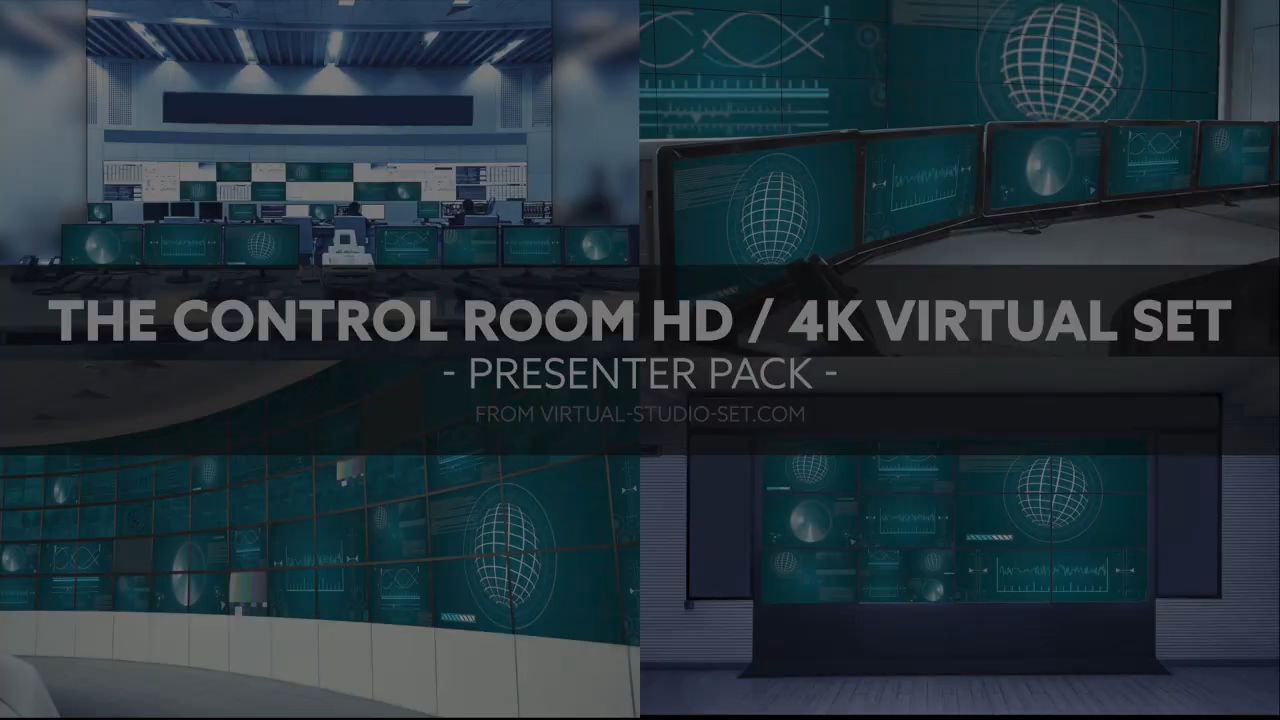 THE CONTROL ROOM HD / 4K VIRTUAL SET
- PRESENTER PACK -
FROM VIRTUAL-STUDIO-SET.COM